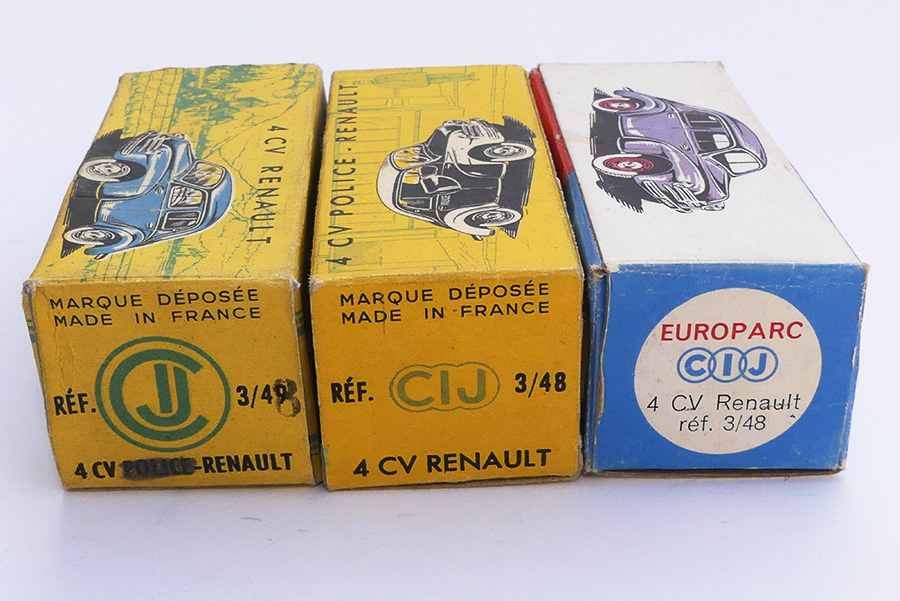 4 CV RENAULT
MARQUE DÉPOSÉE
MADE IN FRANCE
RÉF. CIJ 3/498
4 CV POLICE-RENAULT
4 CV POLICE - RENAULT
MARQUE DÉPOSÉE
MADE IN FRANCE
RÉF. CIJ 3/48
4 CV RENAULT
EUROPARC
CIJ
4 CV Renault
réf. 3/48